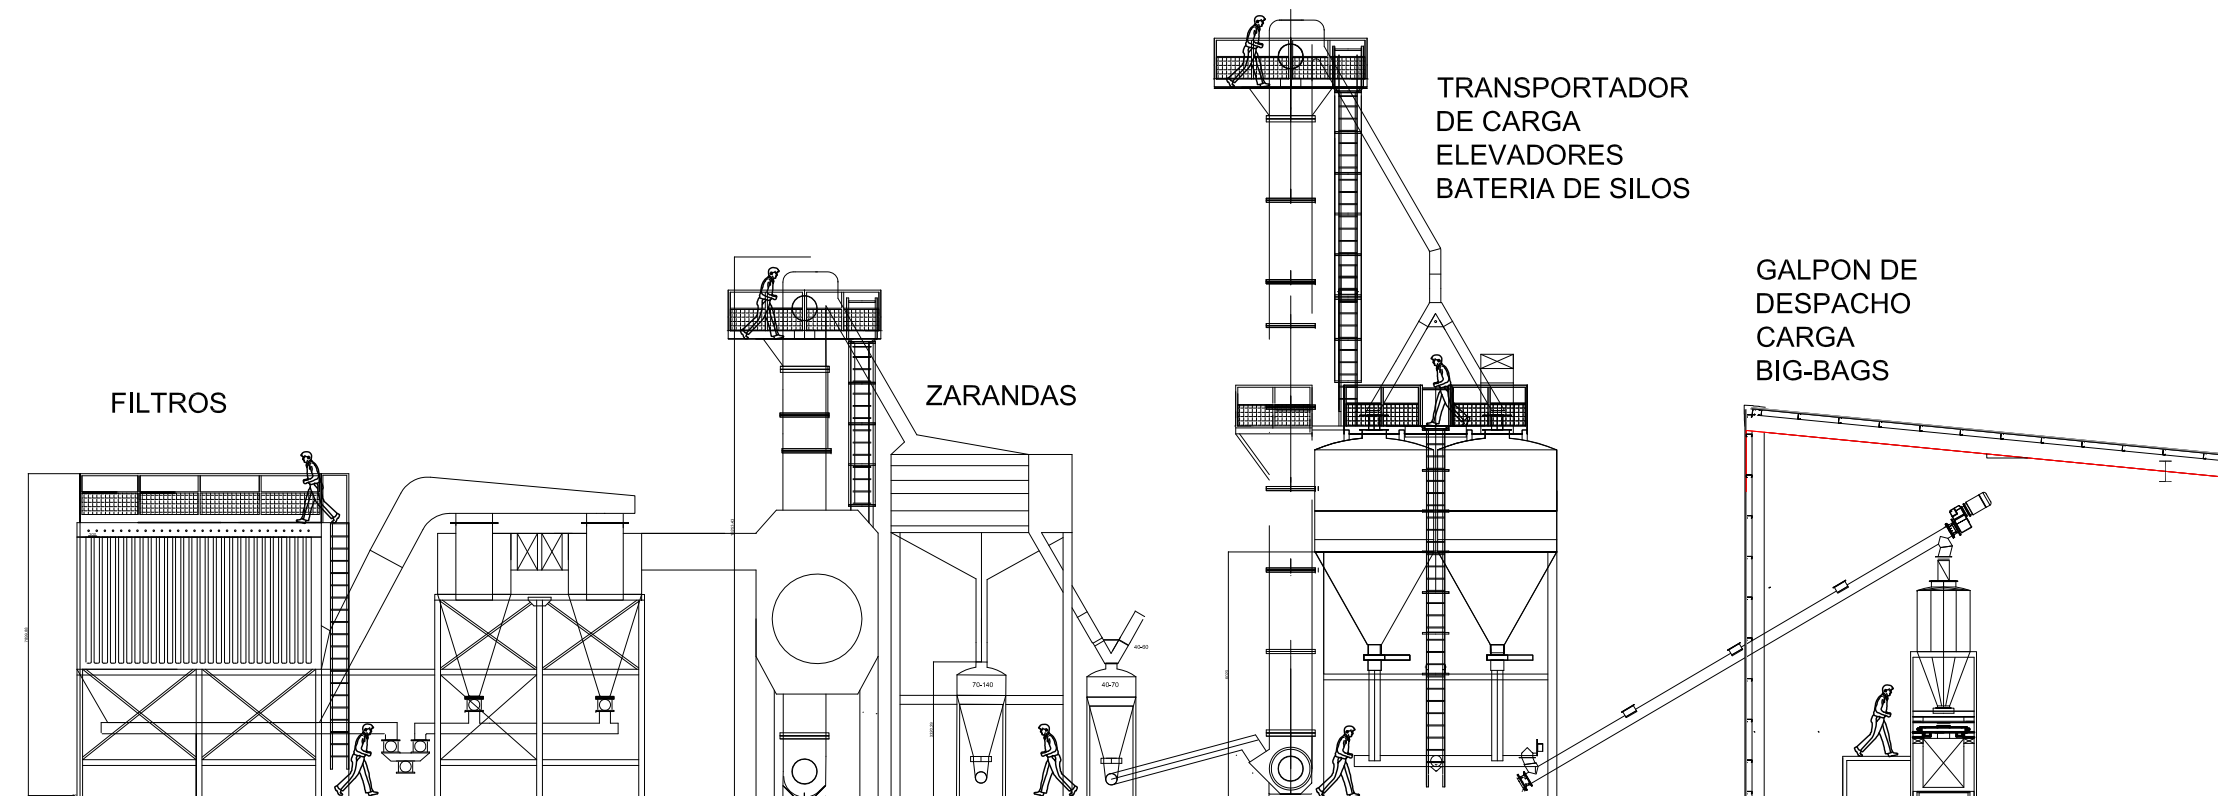 TRANSPORTADOR
DE CARGA
ELEVADORES
BATERIA DE SILOS
GALPON DE
DESPACHO
CARGA
BIG-BAGS
FILTROS
ZARANDAS
40-60
70-140
40-70